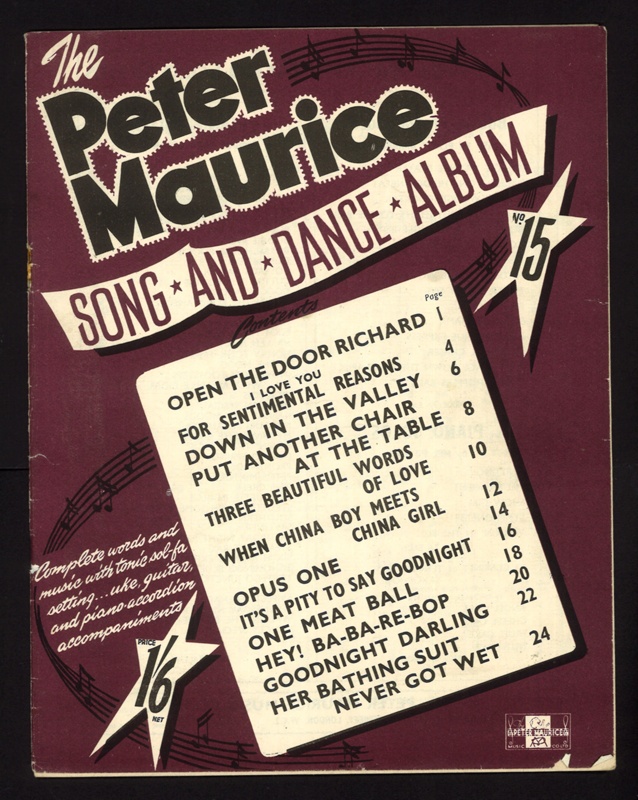 The
Peter
Maurice
SONG ★ AND ★ DANCE ★ ALBUM
No. 15
Contents
Page
OPEN THE DOOR RICHARD 1
I LOVE YOU
FOR SENTIMENTAL REASONS 4
DOWN IN THE VALLEY 6
PUT ANOTHER CHAIR
AT THE TABLE 8
THREE BEAUTIFUL WORDS
OF LOVE 10
WHEN CHINA BOY MEETS
CHINA GIRL 12
OPUS ONE 14
IT'S A PITY TO SAY GOODNIGHT 16
ONE MEAT BALL 18
HEY! BA-BA-RE-BOP 20
GOODNIGHT DARLING 22
HER BATHING SUIT
NEVER GOT WET 24
Complete words and
music with tonic sol-fa
setting... uke, guitar,
and piano-accordion
accompaniments
PRICE
1/6
NET
PETER MAURICE
MUSIC CO LTD